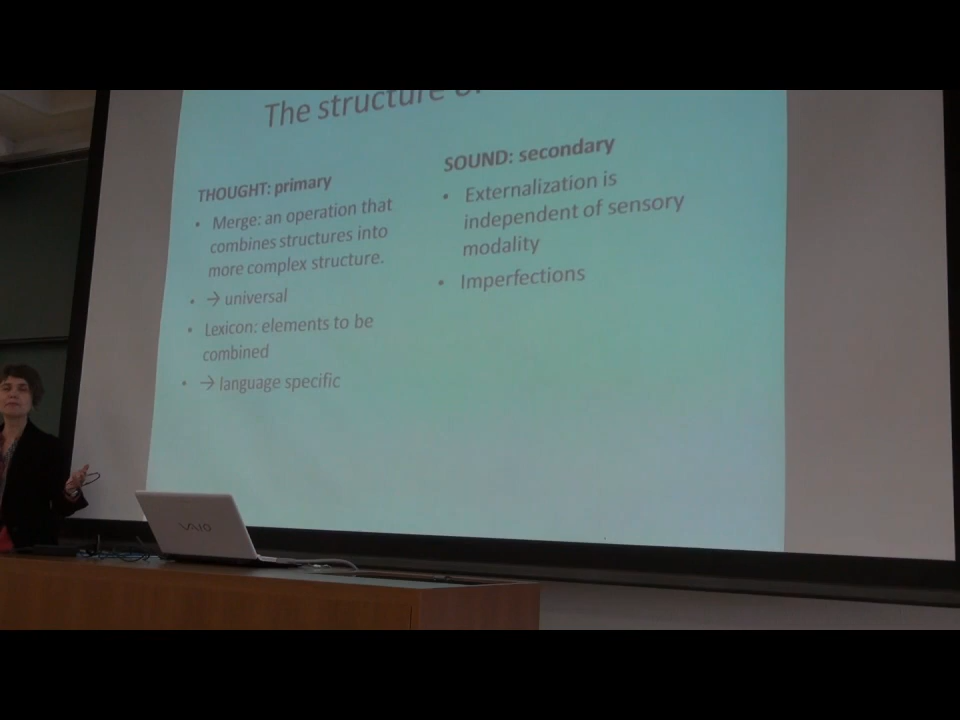 The structure
THOUGHT: primary
• Merge: an operation that
combines structures into
more complex structure.
• → universal
• Lexicon: elements to be
combined
• → language specific
SOUND: secondary
• Externalization is
independent of sensory
modality
• Imperfections
VAIO